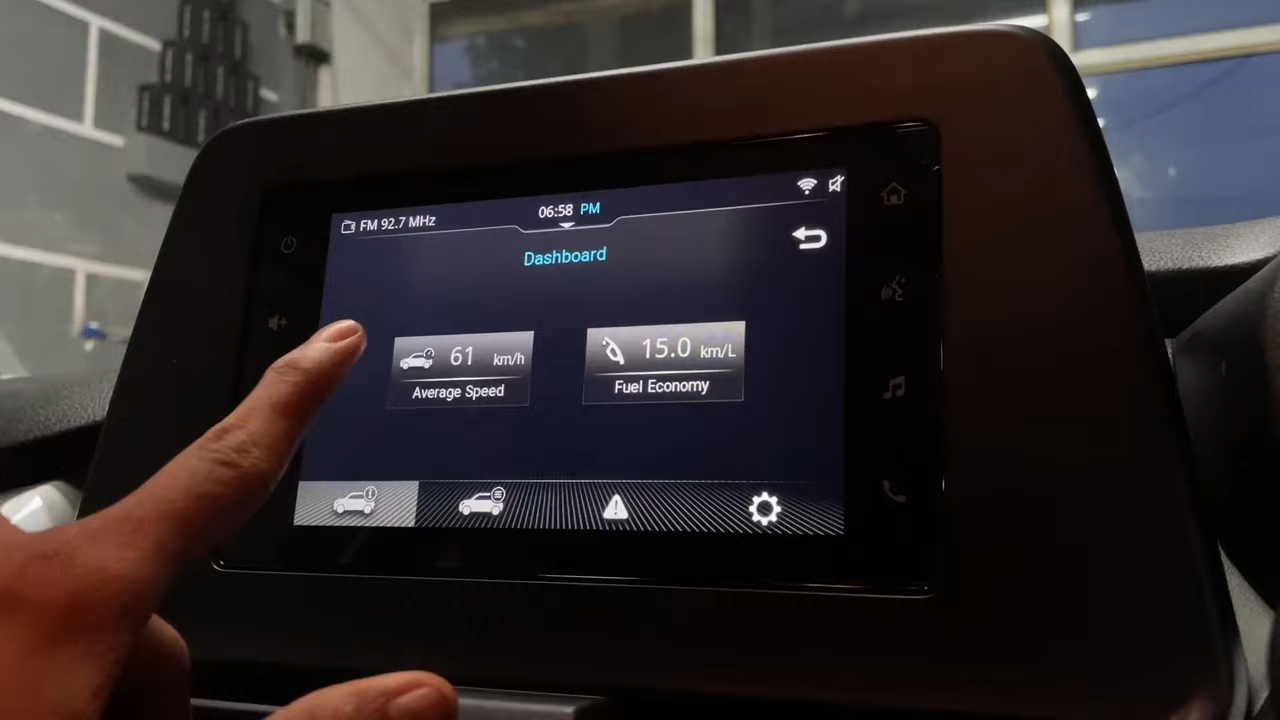 FM 92.7 MHz
06:58 PM
Dashboard
61 km/h
Average Speed
15.0 km/L
Fuel Economy